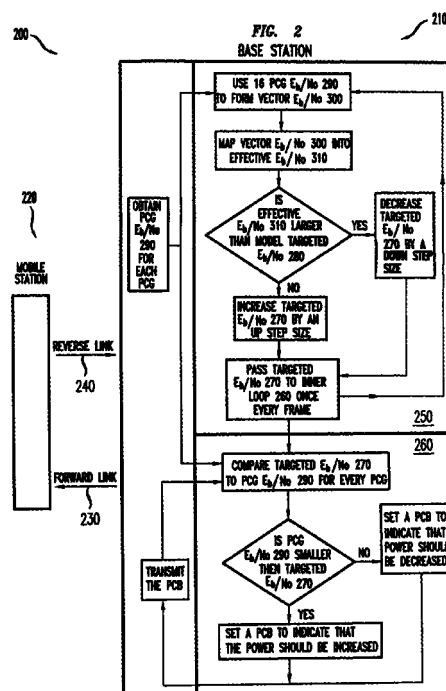 200
FIG. 2
BASE STATION
210
USE 16 PCG Eb/No 290
TO FORM VECTOR Eb/No 300
MAP VECTOR Eb/No 300 INTO
EFFECTIVE Eb/No 310
OBTAIN
PCG
Eb/No
290
FOR
EACH PCG
IS
EFFECTIVE
Eb/No 310 LARGER
THAN MODEL TARGETED
Eb/No 280
YES
DECREASE
TARGETED
Eb/No
270 BY A
DOWN STEP
SIZE
NO
INCREASE TARGETED
Eb/No 270 BY AN
UP STEP SIZE
PASS TARGETED
Eb/No 270 TO INNER
LOOP 260 ONCE
EVERY FRAME
250
220
MOBILE
STATION
REVERSE LINK
240
FORWARD LINK
230
260
COMPARE TARGETED Eb/No 270
TO PCG Eb/No 290 FOR EVERY PCG
IS PCG
Eb/No 290 SMALLER
THEN TARGETED
Eb/No 270
NO
SET A PCB TO
INDICATE THAT
POWER SHOULD
BE DECREASED
TRANSMIT
THE PCB
YES
SET A PCB TO INDICATE THAT
THE POWER SHOULD BE INCREASED